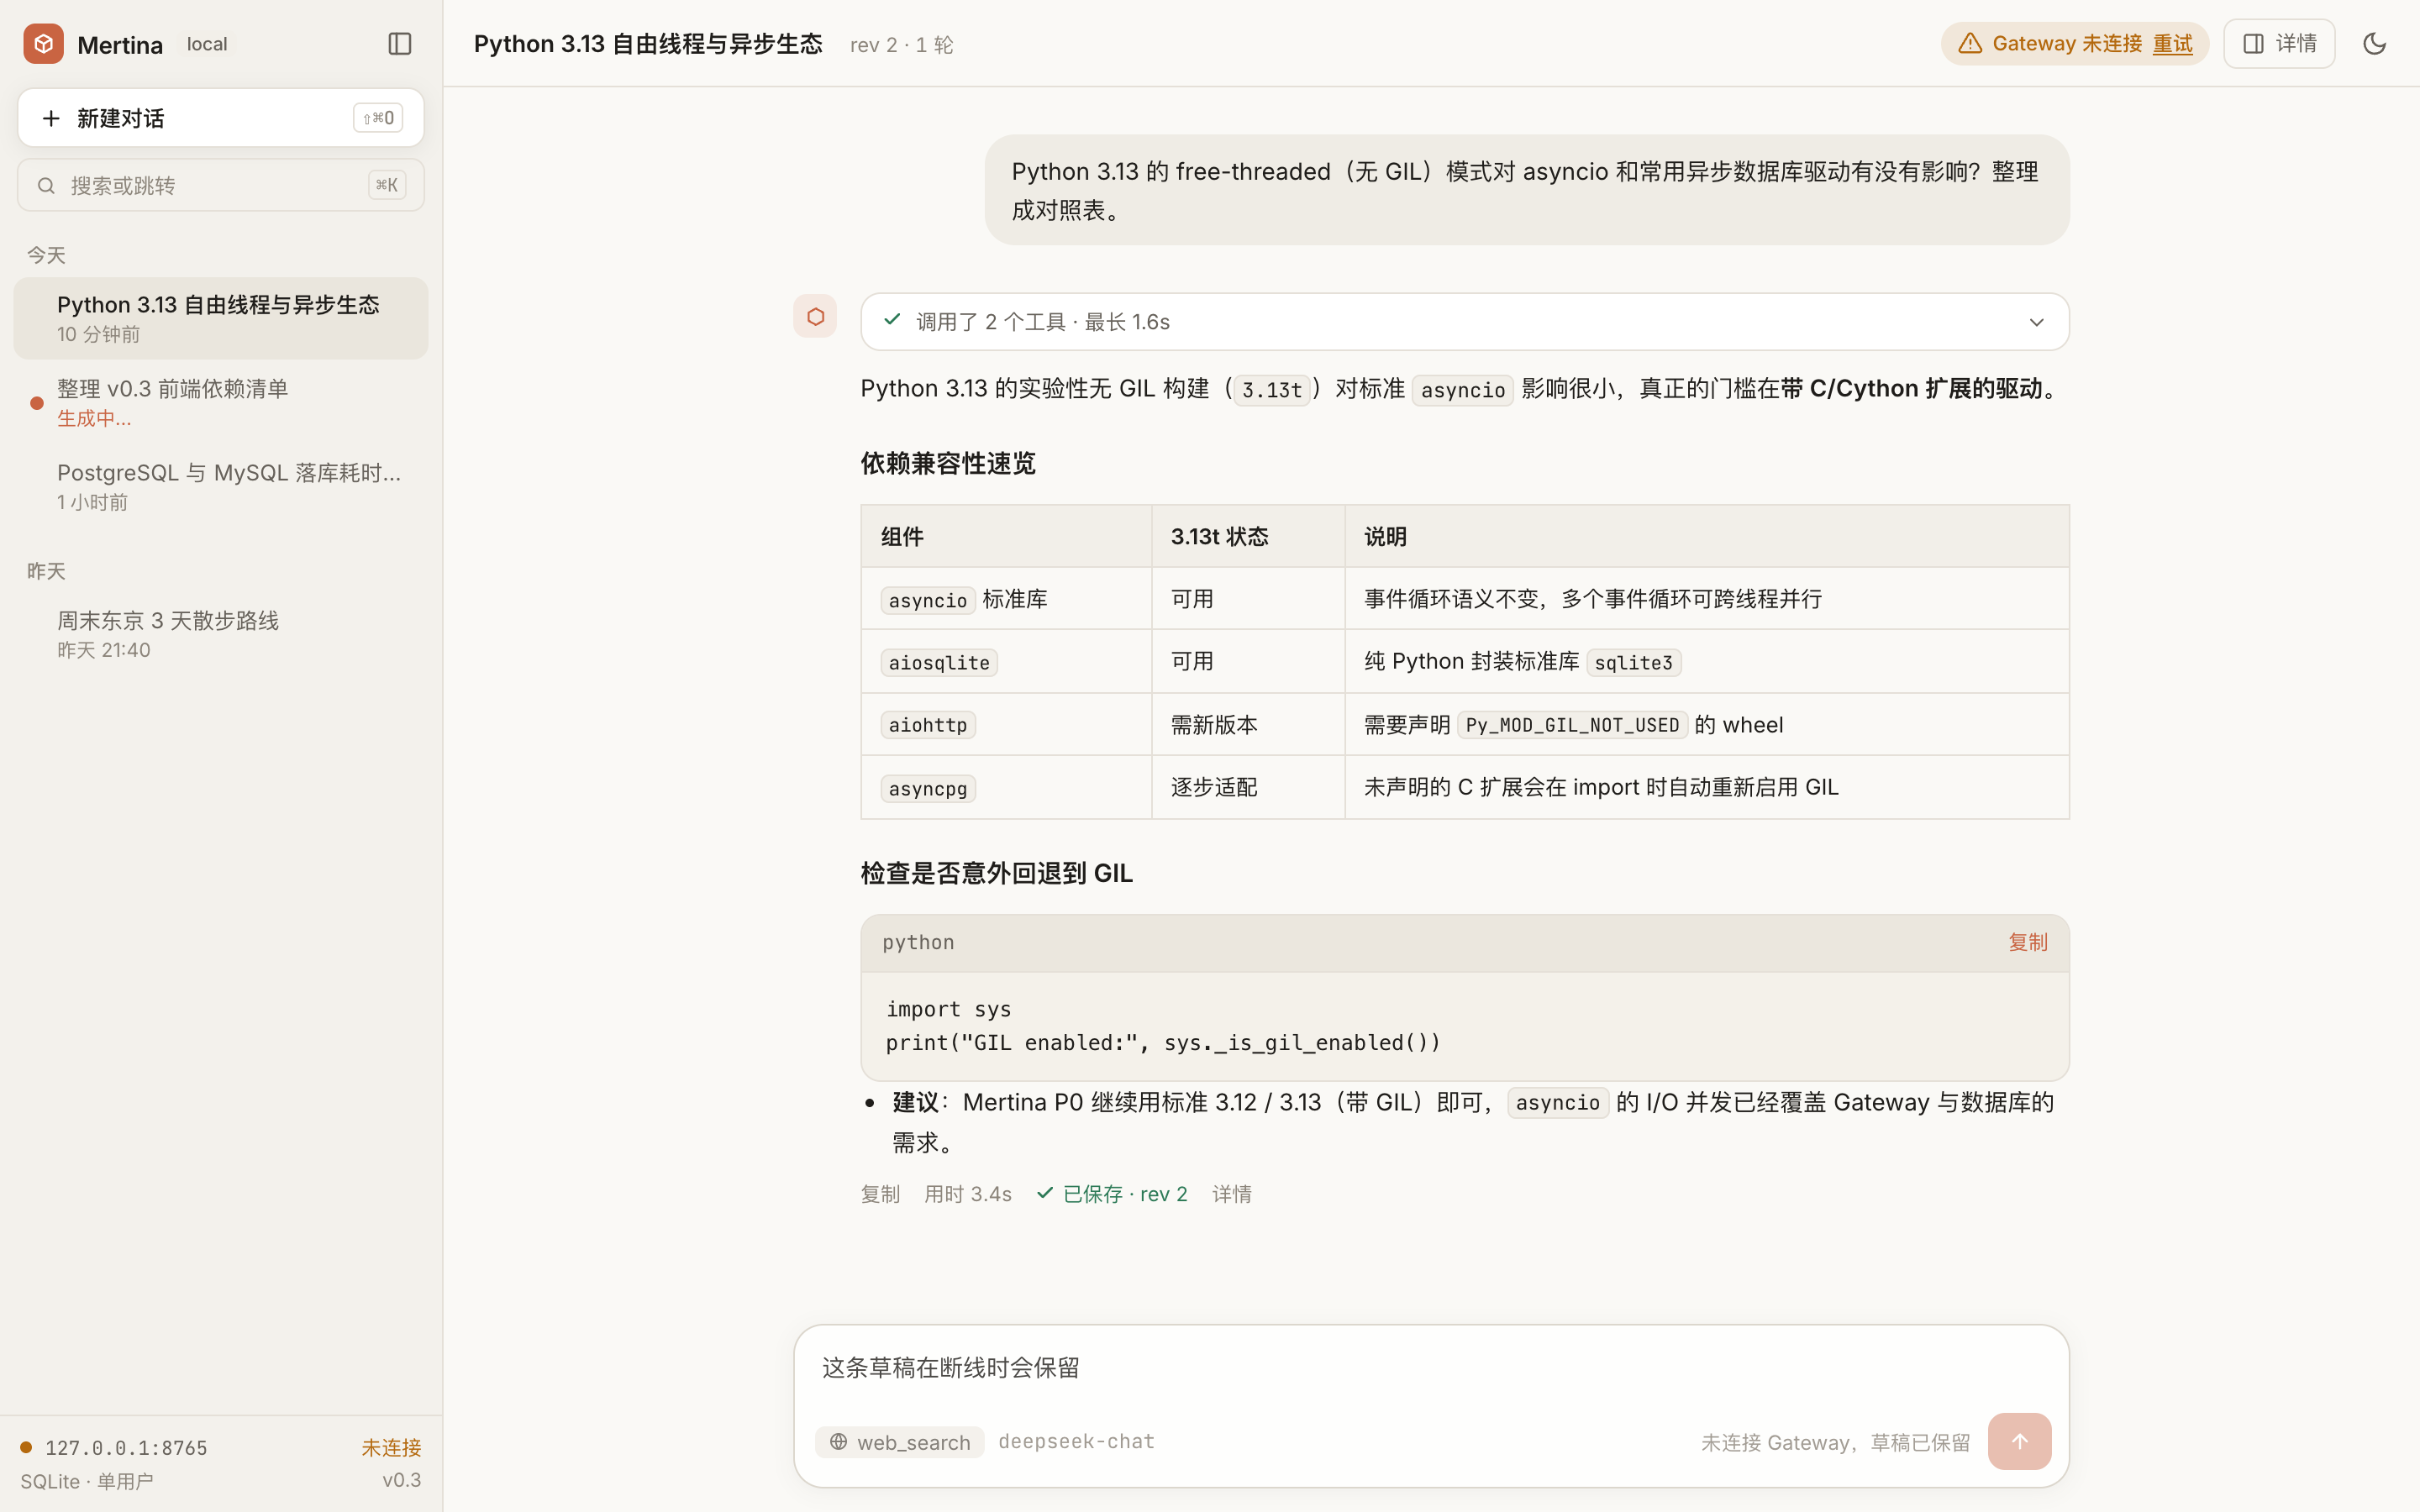 Mertina local
新建对话 ⇧⌘O
搜索或跳转 ⌘K
今天
Python 3.13 自由线程与异步生态
10 分钟前
整理 v0.3 前端依赖清单
生成中…
PostgreSQL 与 MySQL 落库耗时…
1 小时前
昨天
周末东京 3 天散步路线
昨天 21:40
127.0.0.1:8765 未连接
SQLite · 单用户 v0.3
Python 3.13 自由线程与异步生态 rev 2 · 1 轮
Gateway 未连接 重试 详情
Python 3.13 的 free-threaded（无 GIL）模式对 asyncio 和常用异步数据库驱动有没有影响？整理
成对照表。
调用了 2 个工具 · 最长 1.6s
Python 3.13 的实验性无 GIL 构建（3.13t）对标准 asyncio 影响很小，真正的门槛在带 C/Cython 扩展的驱动。
依赖兼容性速览
组件 3.13t 状态 说明
asyncio 标准库 可用 事件循环语义不变，多个事件循环可跨线程并行
aiosqlite 可用 纯 Python 封装标准库 sqlite3
aiohttp 需新版本 需要声明 Py_MOD_GIL_NOT_USED 的 wheel
asyncpg 逐步适配 未声明的 C 扩展会在 import 时自动重新启用 GIL
检查是否意外回退到 GIL
python 复制
import sys
print("GIL enabled:", sys._is_gil_enabled())
• 建议：Mertina P0 继续用标准 3.12 / 3.13（带 GIL）即可，asyncio 的 I/O 并发已经覆盖 Gateway 与数据库的
需求。
复制 用时 3.4s 已保存 · rev 2 详情
这条草稿在断线时会保留
web_search deepseek-chat 未连接 Gateway，草稿已保留